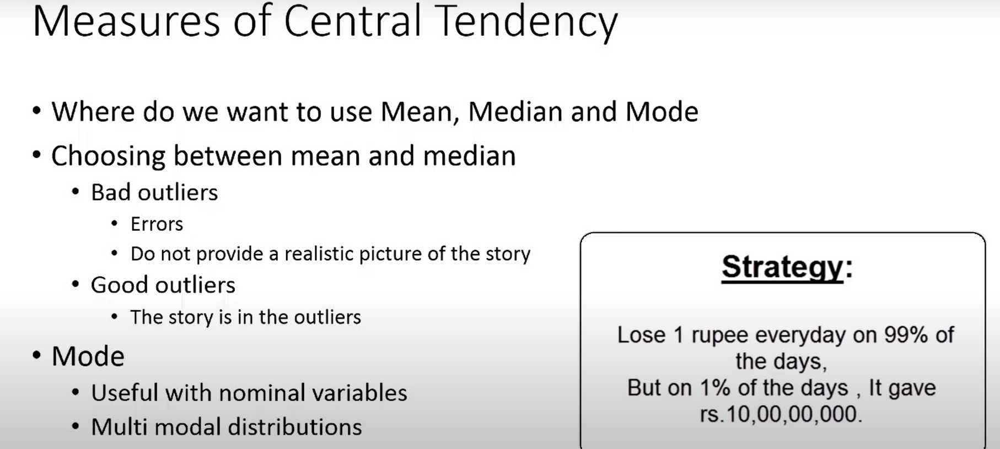 Measures of Central Tendency
• Where do we want to use Mean, Median and Mode
• Choosing between mean and median
• Bad outliers
• Errors
• Do not provide a realistic picture of the story
• Good outliers
• The story is in the outliers
• Mode
• Useful with nominal variables
• Multi modal distributions
Strategy:
Lose 1 rupee everyday on 99% of
the days,
But on 1% of the days , It gave
rs.10,00,00,000.